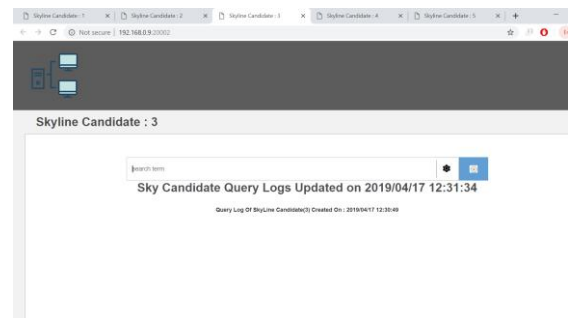 Skyline Candidate : 1
Skyline Candidate : 2
Skyline Candidate : 3
Skyline Candidate : 4
Skyline Candidate : 5
Not secure | 192.168.0.9:20002
Skyline Candidate : 3
search term
Sky Candidate Query Logs Updated on 2019/04/17 12:31:34
Query Log Of SkyLine Candidate(3) Created On : 2019/04/17 12:30:49